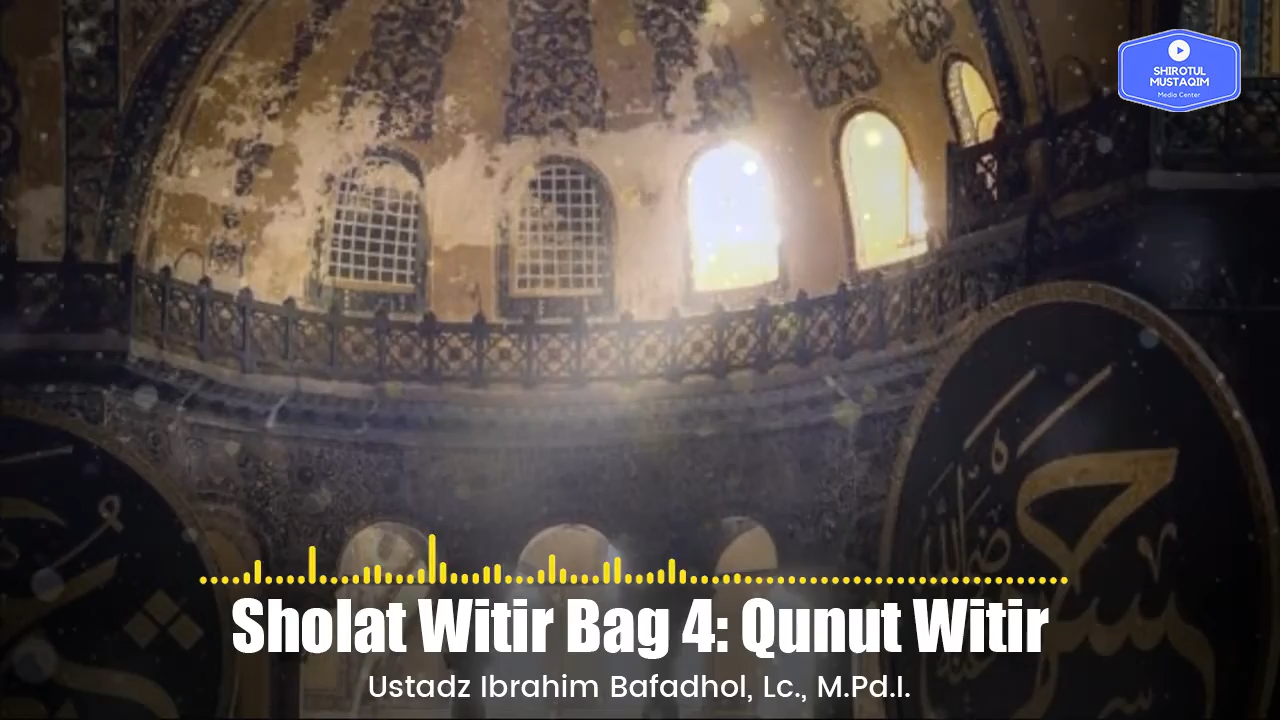 SHIROTUL
MUSTAQIM
Media Center
Sholat Witir Bag 4: Qunut Witir
Ustadz Ibrahim Bafadhol, Lc., M.Pd.I.